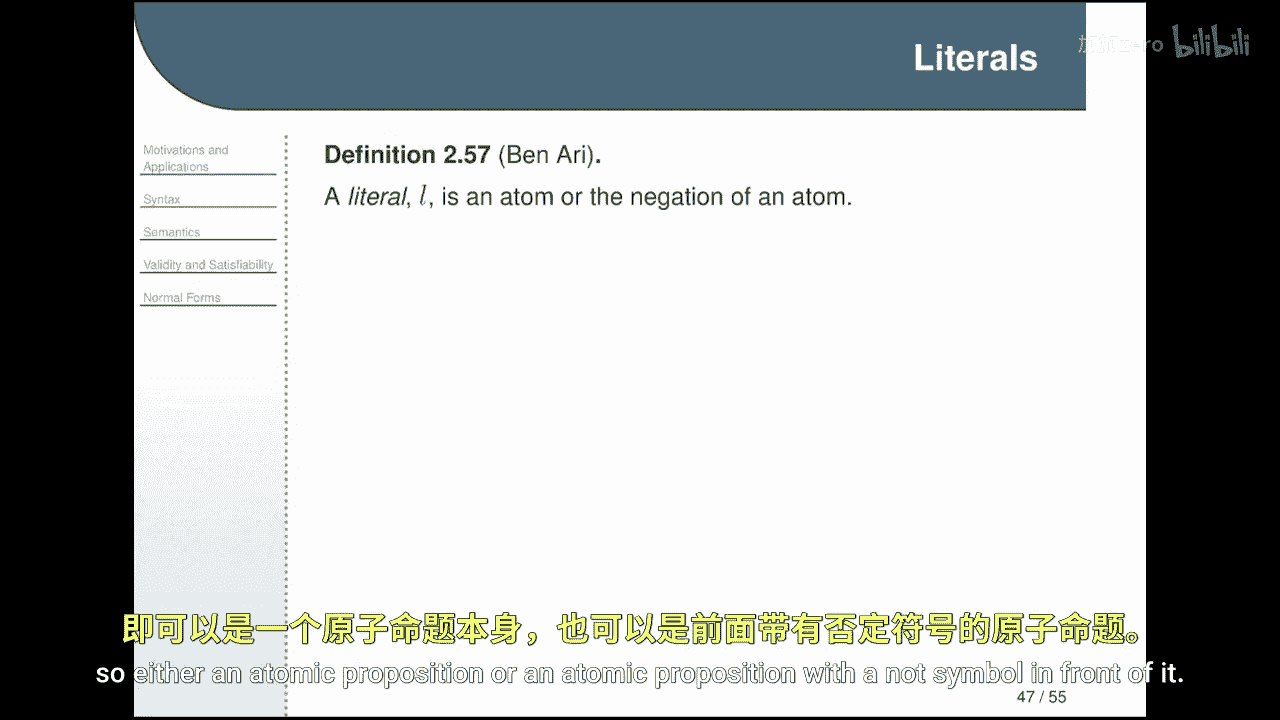 Literals
bilibili
Motivations and
Applications
Syntax
Semantics
Validity and Satisfiability
Normal Forms
Definition 2.57 (Ben Ari).
A literal, l, is an atom or the negation of an atom.
即可以是一个原子命题本身，也可以是前面带有否定符号的原子命题。
so either an atomic proposition or an atomic proposition with a not symbol in front of it.
47 / 55